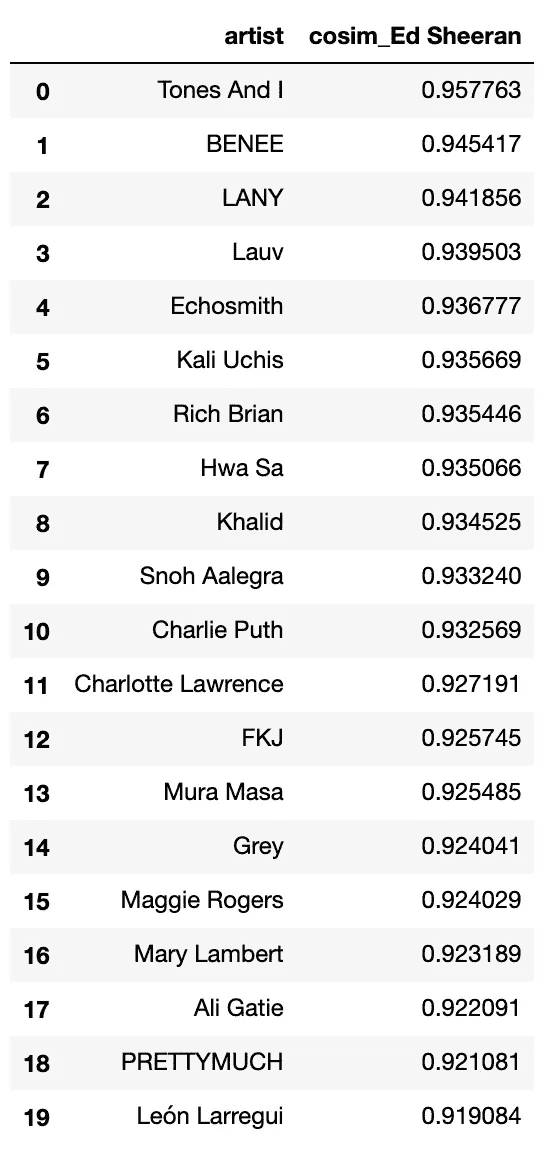 artist cosim_Ed Sheeran
0 Tones And I 0.957763
1 BENEE 0.945417
2 LANY 0.941856
3 Lauv 0.939503
4 Echosmith 0.936777
5 Kali Uchis 0.935669
6 Rich Brian 0.935446
7 Hwa Sa 0.935066
8 Khalid 0.934525
9 Snoh Aalegra 0.933240
10 Charlie Puth 0.932569
11 Charlotte Lawrence 0.927191
12 FKJ 0.925745
13 Mura Masa 0.925485
14 Grey 0.924041
15 Maggie Rogers 0.924029
16 Mary Lambert 0.923189
17 Ali Gatie 0.922091
18 PRETTYMUCH 0.921081
19 León Larregui 0.919084